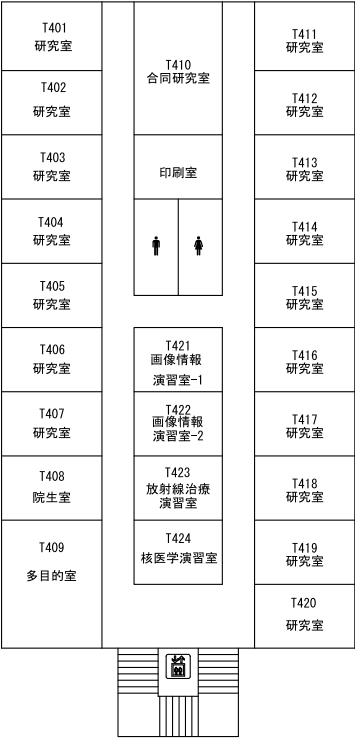 T401
研究室
T402
研究室
T403
研究室
T404
研究室
T405
研究室
T406
研究室
T407
研究室
T408
院生室
T409
多目的室
T410
合同研究室
印刷室
T421
画像情報
演習室-1
T422
画像情報
演習室-2
T423
放射線治療
演習室
T424
核医学演習室
T411
研究室
T412
研究室
T413
研究室
T414
研究室
T415
研究室
T416
研究室
T417
研究室
T418
研究室
T419
研究室
T420
研究室